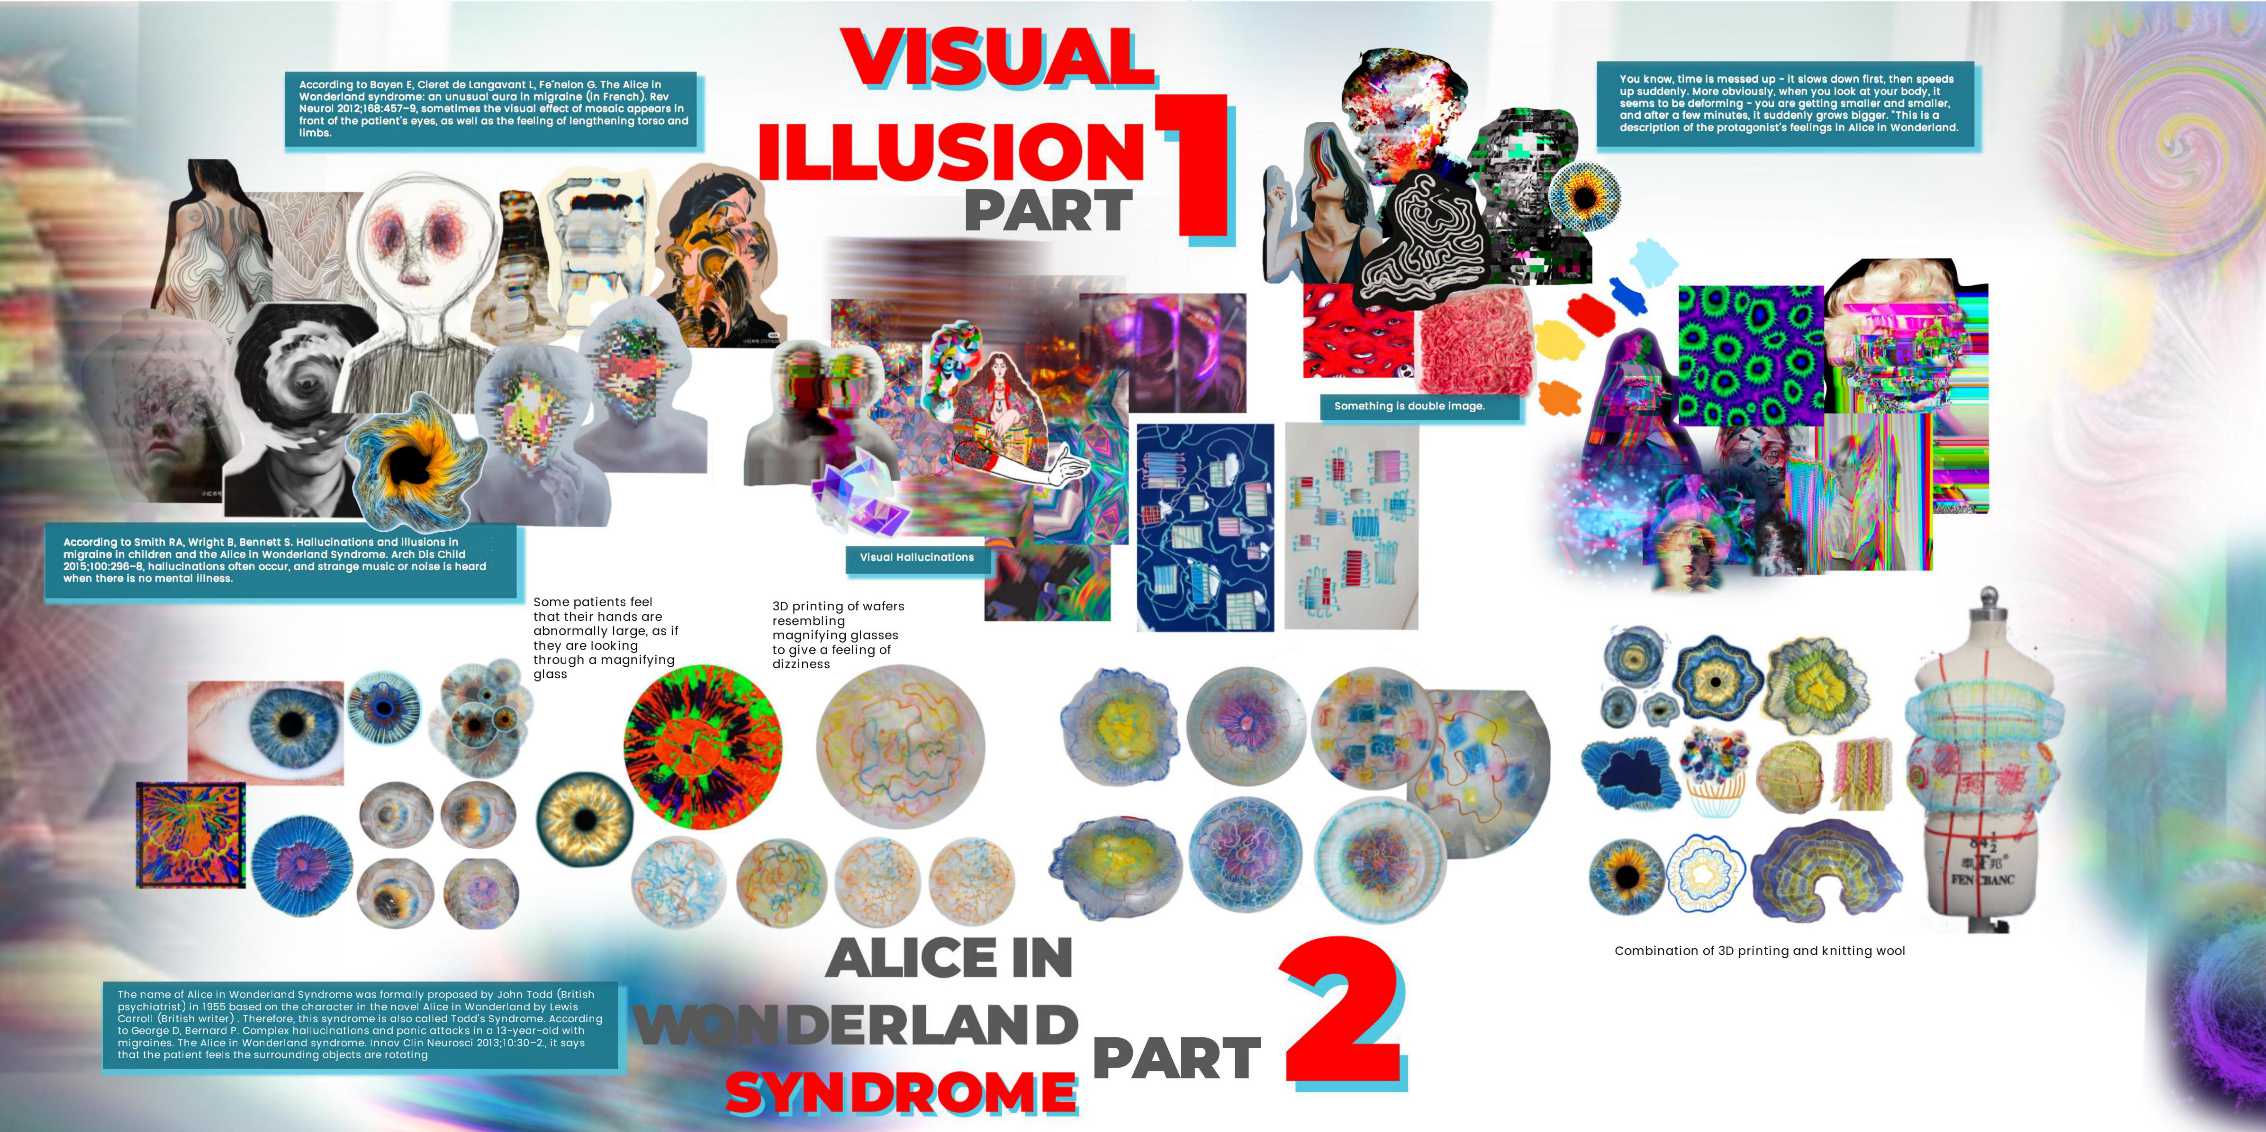 VISUAL
ILLUSION
PART 1
According to Bayen E, Cleret de Langavant L, Fe´nelon G. The Alice in
Wonderland syndrome: an unusual aura in migraine (in French). Rev
Neurol 2012;168:457–9, sometimes the visual effect of mosaic appears in
front of the patient's eyes, as well as the feeling of lengthening torso and
limbs.
You know, time is messed up - it slows down first, then speeds
up suddenly. More obviously, when you look at your body, it
seems to be deforming - you are getting smaller and smaller,
and after a few minutes, it suddenly grows bigger. "This is a
description of the protagonist's feelings in Alice in Wonderland.
Something is double image.
According to Smith RA, Wright B, Bennett S. Hallucinations and illusions in
migraine in children and the Alice in Wonderland Syndrome. Arch Dis Child
2015;100:296–8, hallucinations often occur, and strange music or noise is heard
when there is no mental illness.
Visual Hallucinations
Some patients feel
that their hands are
abnormally large, as if
they are looking
through a magnifying
glass
3D printing of wafers
resembling
magnifying glasses
to give a feeling of
dizziness
84 1/2
FENGBANC
Combination of 3D printing and knitting wool
ALICE IN
WONDERLAND
SYNDROME
PART 2
The name of Alice in Wonderland Syndrome was formally proposed by John Todd (British
psychiatrist) in 1955 based on the character in the novel Alice in Wonderland by Lewis
Carroll (British writer) . Therefore, this syndrome is also called Todd's Syndrome. According
to George D, Bernard P. Complex hallucinations and panic attacks in a 13-year-old with
migraines. The Alice in Wonderland syndrome. Innov Clin Neurosci 2013;10:30–2., it says
that the patient feels the surrounding objects are rotating